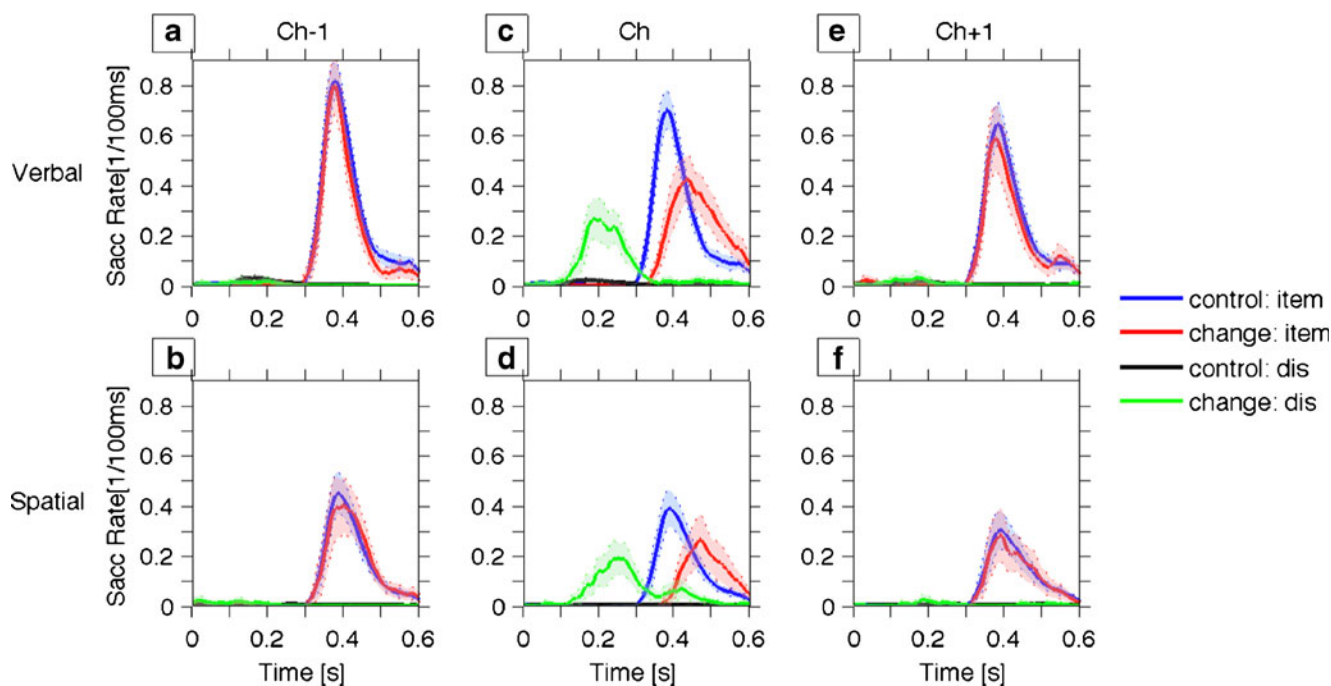 a Ch-1 c Ch e Ch+1
Verbal
Sacc Rate[1/100ms]
0.8 0.8 0.8
0.6 0.6 0.6
0.4 0.4 0.4
0.2 0.2 0.2
0 0 0
0 0.2 0.4 0.6 0 0.2 0.4 0.6 0 0.2 0.4 0.6
control: item
change: item
control: dis
change: dis
b d f
Spatial
Sacc Rate[1/100ms]
0.8 0.8 0.8
0.6 0.6 0.6
0.4 0.4 0.4
0.2 0.2 0.2
0 0 0
0 0.2 0.4 0.6 0 0.2 0.4 0.6 0 0.2 0.4 0.6
Time [s] Time [s] Time [s]